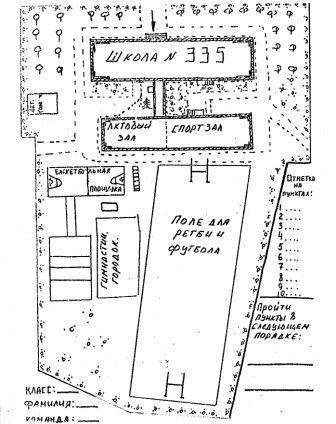 ШКОЛА N 335
АКТОВЫЙ
ЗАЛ
СПОРТЗАЛ
БАСКЕТБОЛЬНАЯ
ПЛОЩАДКА
ГИМНАСТИЧ.
ГОРОДОК.
ПОЛЕ ДЛЯ
РЕГБИ И
ФУТБОЛА
ОТМЕТКА
НА
ПУНКТАХ:
1
2
3
4
5
6
7
8
9
10
ПРОЙТИ
ПУНКТЫ В
СЛЕДУЮЩЕМ
ПОРЯДКЕ:
КЛАСС:
ФАМИЛИЯ:
КОМАНДА: